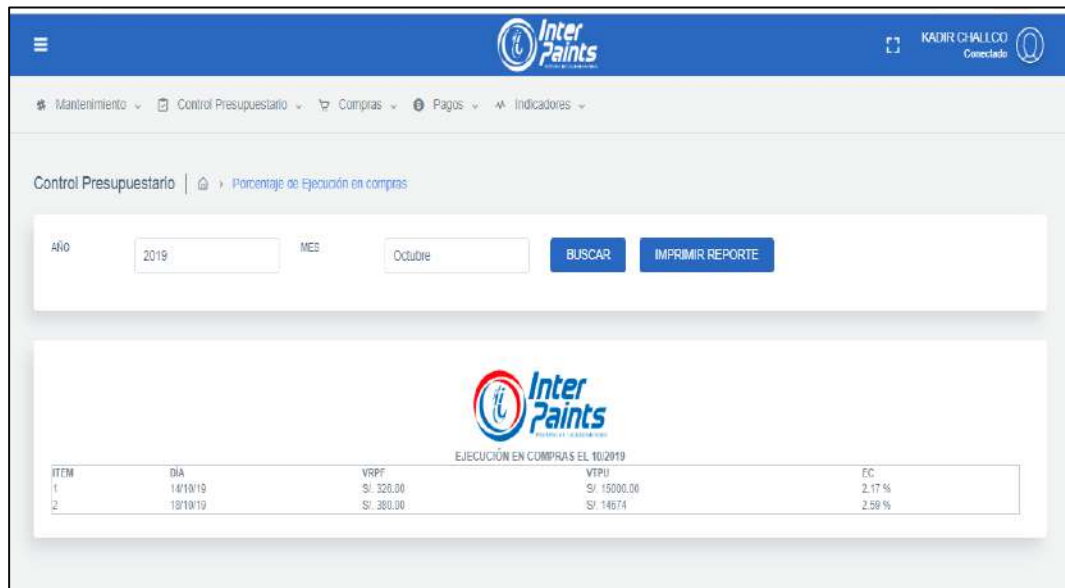 Inter Paints
KADIR CHALLCO
Conectado
Mantenimiento Control Presupuestario Compras Pagos Indicadores
Control Presupuestario | > Porcentaje de Ejecución en compras
AÑO 2019 MES Octubre BUSCAR IMPRIMIR REPORTE
Inter Paints
EJECUCIÓN EN COMPRAS EL 10/2019
ITEM DÍA VRPF VTPU EC
1 14/10/19 S/. 326.00 S/. 15000.00 2.17 %
2 18/10/19 S/. 380.00 S/. 14674 2.59 %